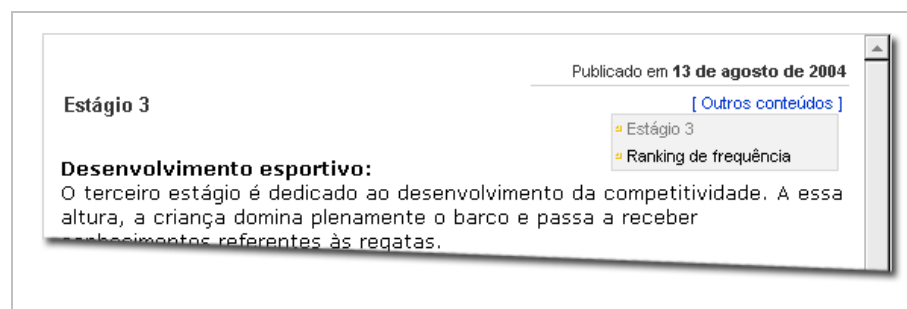 Publicado em 13 de agosto de 2004
Estágio 3
[ Outros conteúdos ]
Estágio 3
Ranking de frequência
Desenvolvimento esportivo:
O terceiro estágio é dedicado ao desenvolvimento da competitividade. A essa
altura, a criança domina plenamente o barco e passa a receber
conhecimentos referentes às regatas.